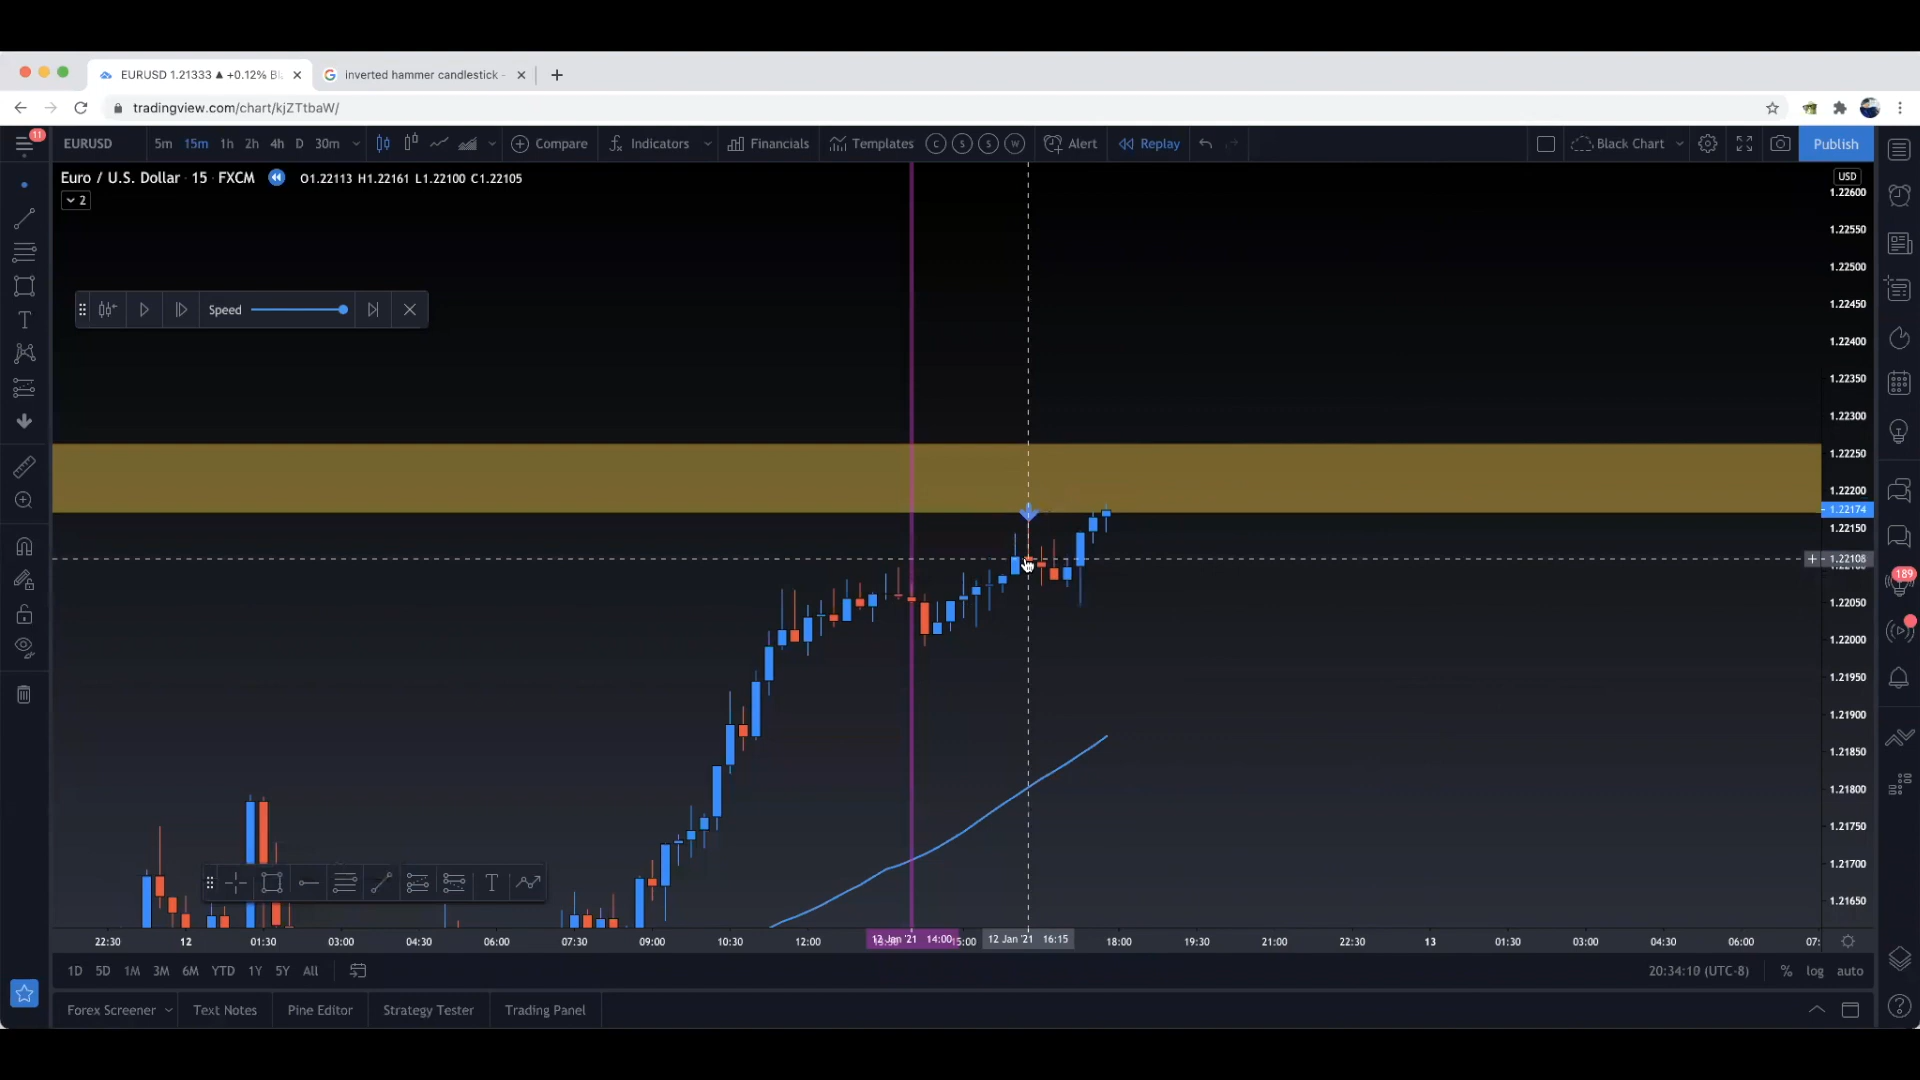 EURUSD 1.21333 ▲ +0.12% Bl
inverted hammer candlestick -
tradingview.com/chart/kjZTtbaW/
11
EURUSD 5m 15m 1h 2h 4h D 30m Compare Indicators Financials Templates C S S W Alert Replay Black Chart Publish
Euro / U.S. Dollar · 15 · FXCM O1.22113 H1.22161 L1.22100 C1.22105
2
USD
1.22600
1.22550
1.22500
1.22450
1.22400
1.22350
1.22300
1.22250
1.22200
1.22174
1.22150
1.22108
1.22050
1.22000
1.21950
1.21900
1.21850
1.21800
1.21750
1.21700
1.21650
Speed
189
22:30 12 01:30 03:00 04:30 06:00 07:30 09:00 10:30 12:00 12 Jan '21 14:00 15:00 12 Jan '21 16:15 18:00 19:30 21:00 22:30 13 01:30 03:00 04:30 06:00 07:
1D 5D 1M 3M 6M YTD 1Y 5Y All 20:34:10 (UTC-8) % log auto
Forex Screener Text Notes Pine Editor Strategy Tester Trading Panel